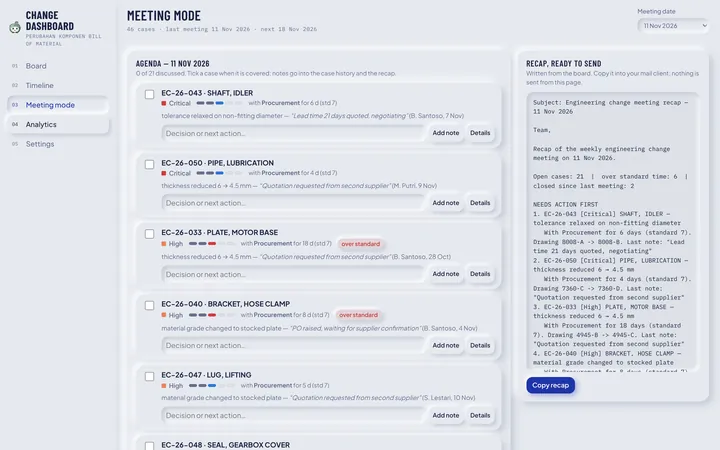 CHANGE
DASHBOARD
PERUBAHAN KOMPONEN BILL
OF MATERIAL
01 Board
02 Timeline
03 Meeting mode
04 Analytics
05 Settings
MEETING MODE
46 cases · last meeting 11 Nov 2026 · next 18 Nov 2026
Meeting date
11 Nov 2026
AGENDA — 11 NOV 2026
0 of 21 discussed. Tick a case when it is covered; notes go into the case history and the recap.
EC-26-043 · SHAFT, IDLER
Critical with Procurement for 6 d (std 7)
tolerance relaxed on non-fitting diameter — "Lead time 21 days quoted, negotiating" (B. Santoso, 7 Nov)
Decision or next action... Add note Details
EC-26-050 · PIPE, LUBRICATION
Critical with Procurement for 4 d (std 7)
thickness reduced 6 → 4.5 mm — "Quotation requested from second supplier" (M. Putri, 9 Nov)
Decision or next action... Add note Details
EC-26-033 · PLATE, MOTOR BASE
High with Procurement for 18 d (std 7) over standard
thickness reduced 6 → 4.5 mm — "Quotation requested from second supplier" (B. Santoso, 28 Oct)
Decision or next action... Add note Details
EC-26-040 · BRACKET, HOSE CLAMP
High with Procurement for 8 d (std 7) over standard
material grade changed to stocked plate — "PO raised, waiting for supplier confirmation" (B. Santoso, 4 Nov)
Decision or next action... Add note Details
EC-26-047 · LUG, LIFTING
High with Procurement for 5 d (std 7)
material grade changed to stocked plate — "Quotation requested from second supplier" (S. Lestari, 10 Nov)
Decision or next action... Add note Details
EC-26-048 · SEAL, GEARBOX COVER
RECAP, READY TO SEND
Written from the board. Copy it into your mail client, nothing is
sent from this page.
Subject: Engineering change meeting recap —
11 Nov 2026
Team,
Recap of the weekly engineering change
meeting on 11 Nov 2026.
Open cases: 21 | over standard time: 6 |
closed since last meeting: 2
NEEDS ACTION FIRST
1. EC-26-043 [Critical] SHAFT, IDLER —
tolerance relaxed on non-fitting diameter
With Procurement for 6 days (standard 7).
Drawing 8008-A → 8008-B. Last note: "Lead
time 21 days quoted, negotiating"
2. EC-26-050 [Critical] PIPE, LUBRICATION —
thickness reduced 6 → 4.5 mm
With Procurement for 4 days (standard 7).
Drawing 7360-C → 7360-D. Last note:
"Quotation requested from second supplier"
3. EC-26-033 [High] PLATE, MOTOR BASE —
thickness reduced 6 → 4.5 mm
With Procurement for 18 days (standard
7). Drawing 4945-B → 4945-C. Last note:
"Quotation requested from second supplier"
4. EC-26-040 [High] BRACKET, HOSE CLAMP —
material grade changed to stocked plate
With Procurement for 8 days (standard 7).
Copy recap